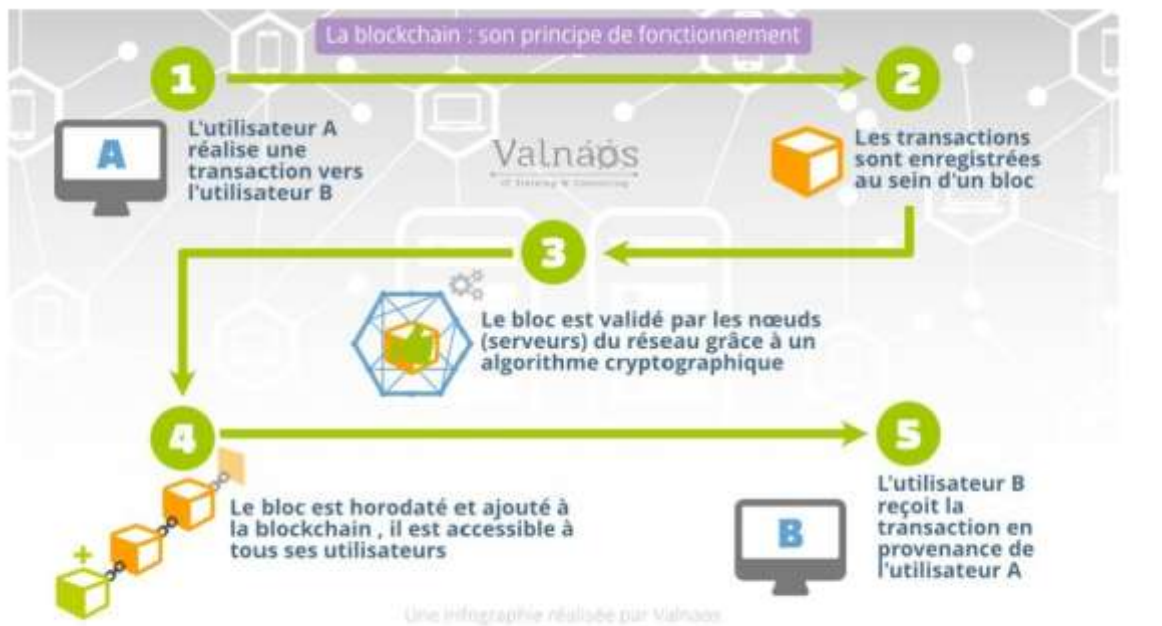 La blockchain : son principe de fonctionnement
1
2
A
L'utilisateur A
réalise une
transaction vers
l'utilisateur B
Valnaos
IT Training & Consulting
Les transactions
sont enregistrées
au sein d'un bloc
3
Le bloc est validé par les nœuds
(serveurs) du réseau grâce à un
algorithme cryptographique
4
5
Le bloc est horodaté et ajouté à
la blockchain , il est accessible à
tous ses utilisateurs
B
L'utilisateur B
reçoit la
transaction en
provenance de
l'utilisateur A
Une infographie réalisée par Valnaos